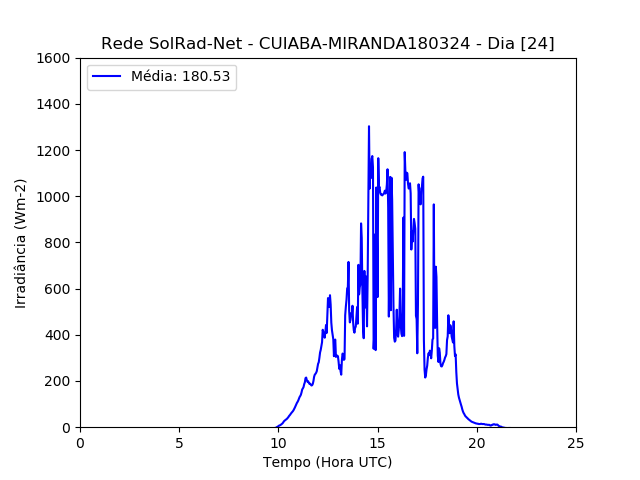 Rede SolRad-Net - CUIABA-MIRANDA180324 - Dia [24]
Média: 180.53
1600
1400
1200
1000
800
600
400
200
0
Irradiância (Wm-2)
0 5 10 15 20 25
Tempo (Hora UTC)